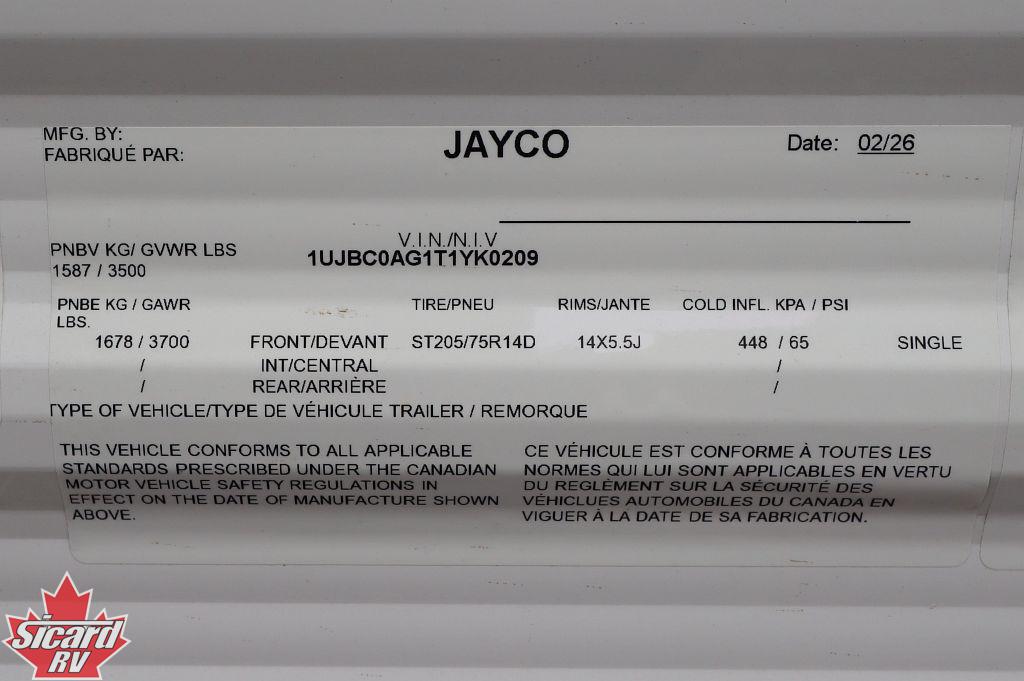 MFG. BY:
FABRIQUÉ PAR:
JAYCO
Date: 02/26
V.I.N./N.I.V
1UJBC0AG1T1YK0209
PNBV KG/ GVWR LBS
1587 / 3500
PNBE KG / GAWR LBS. TIRE/PNEU RIMS/JANTE COLD INFL. KPA / PSI
1678 / 3700 FRONT/DEVANT ST205/75R14D 14X5.5J 448 / 65 SINGLE
/ INT/CENTRAL /
/ REAR/ARRIÈRE /
TYPE OF VEHICLE/TYPE DE VÉHICULE TRAILER / REMORQUE
THIS VEHICLE CONFORMS TO ALL APPLICABLE
STANDARDS PRESCRIBED UNDER THE CANADIAN
MOTOR VEHICLE SAFETY REGULATIONS IN
EFFECT ON THE DATE OF MANUFACTURE SHOWN
ABOVE.
CE VÉHICULE EST CONFORME À TOUTES LES
NORMES QUI LUI SONT APPLICABLES EN VERTU
DU REGLÈMENT SUR LA SÉCURITÉ DES
VÉHICLUES AUTOMOBILES DU CANADA EN
VIGUER À LA DATE DE SA FABRICATION.
Sicard
RV